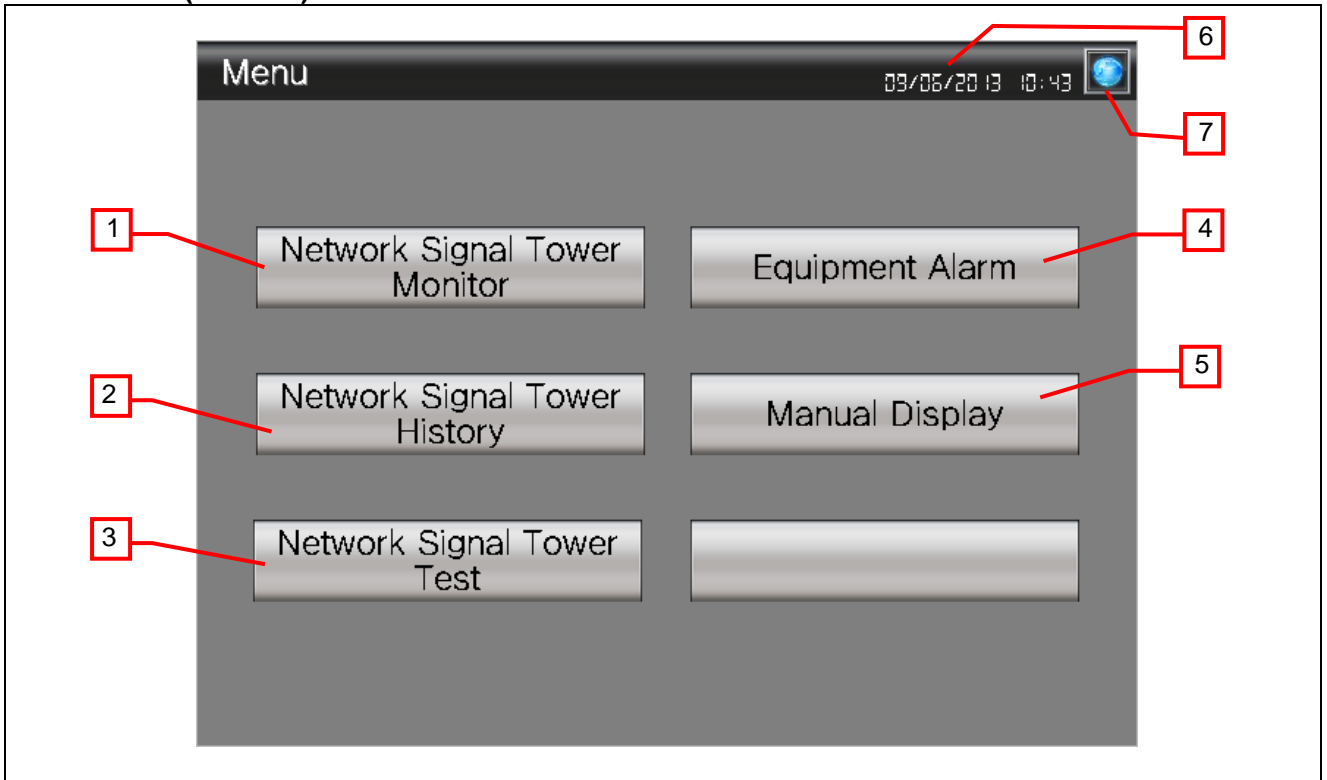 6
Menu
09/06/2013 10:43
7
1
4
Network Signal Tower
Monitor
Equipment Alarm
5
2
Network Signal Tower
History
Manual Display
3
Network Signal Tower
Test